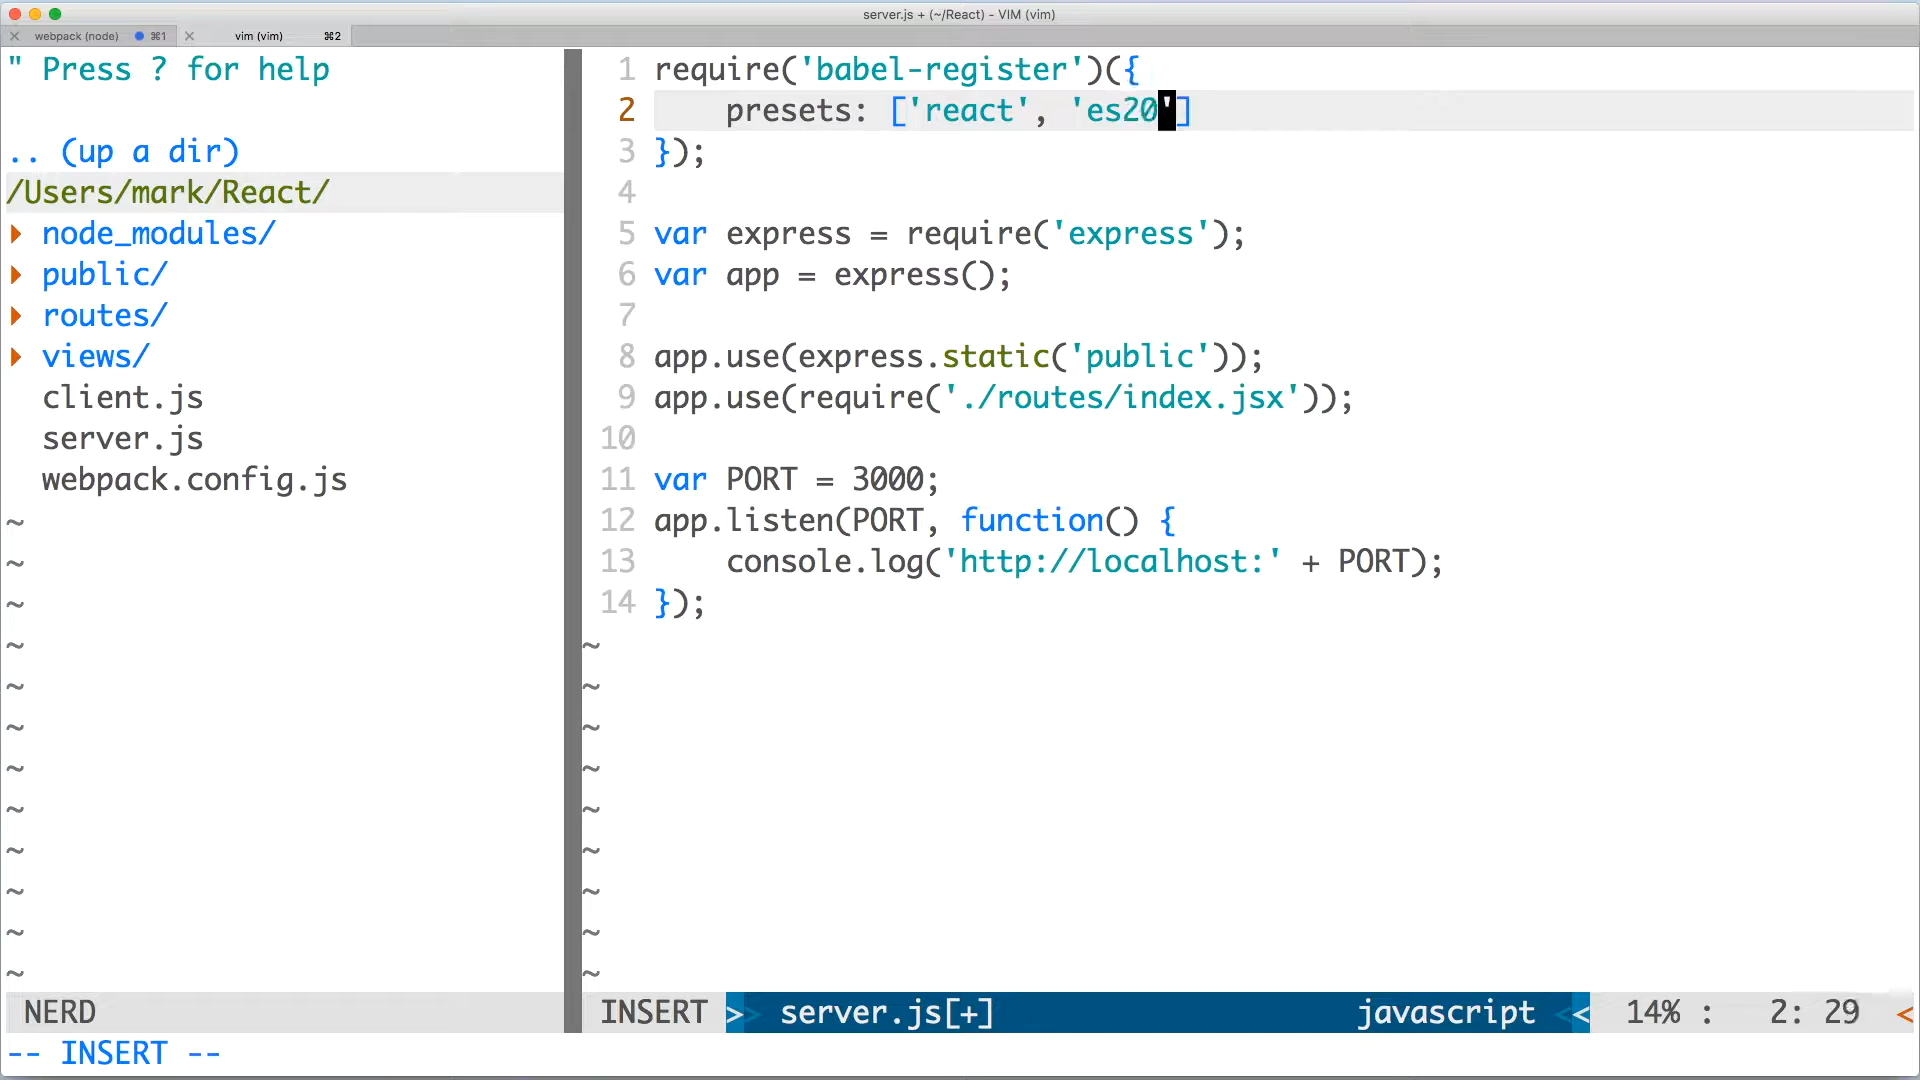 server.js + (~/React) - VIM (vim)
webpack (node) ⌘1 vim (vim) ⌘2
" Press ? for help
.. (up a dir)
/Users/mark/React/
node_modules/
public/
routes/
views/
client.js
server.js
webpack.config.js
~
~
~
~
~
~
~
~
~
~
~
~
NERD
1 require('babel-register')({
2     presets: ['react', 'es20']
3 });
4
5 var express = require('express');
6 var app = express();
7
8 app.use(express.static('public'));
9 app.use(require('./routes/index.jsx'));
10
11 var PORT = 3000;
12 app.listen(PORT, function() {
13     console.log('http://localhost:' + PORT);
14 });
~
~
~
~
~
~
~
~
~
INSERT >> server.js[+] javascript << 14% : 2: 29 <
-- INSERT --